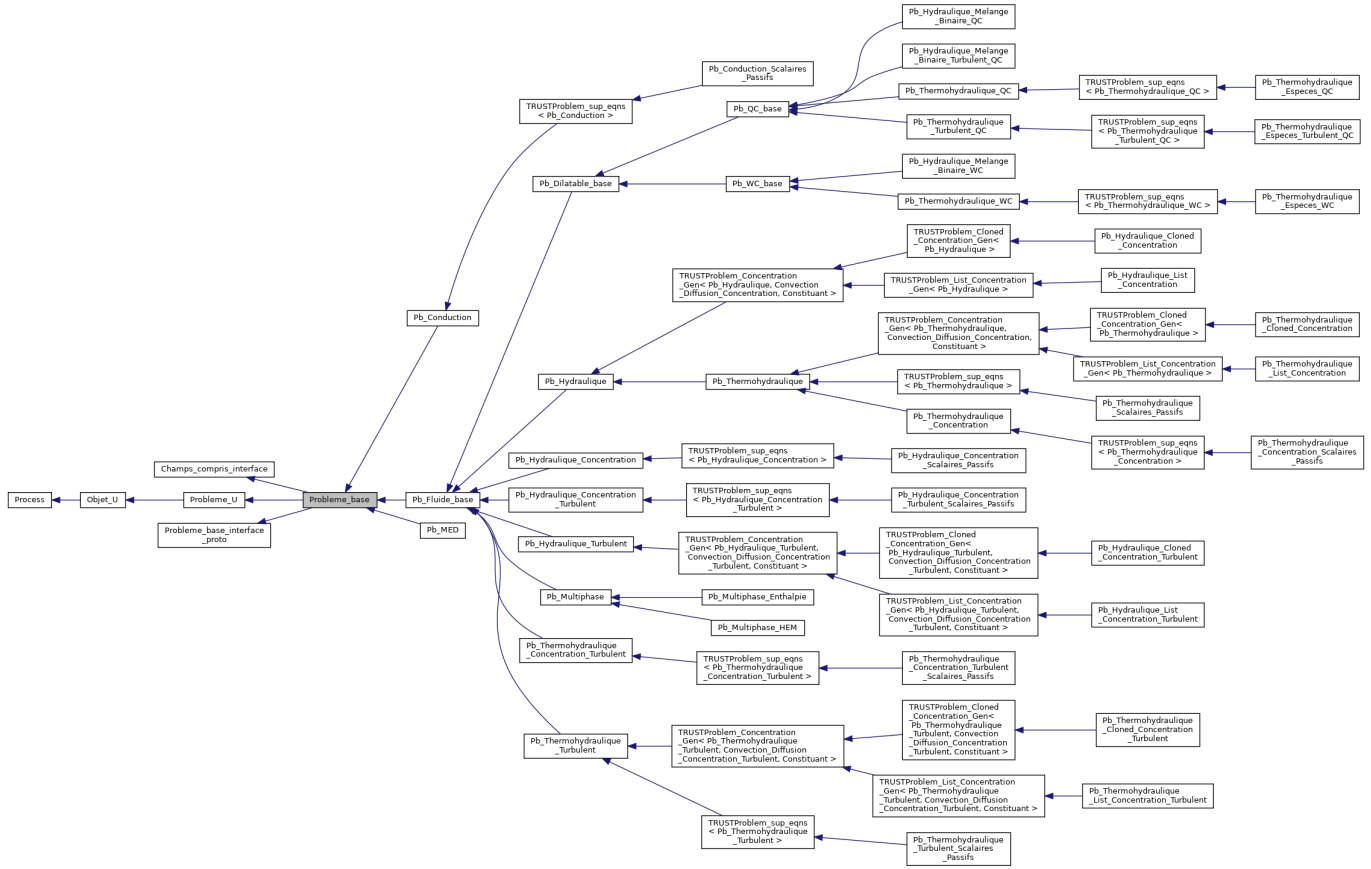 Pb_Hydraulique_Melange
_Binaire_QC
Pb_Hydraulique_Melange
_Binaire_Turbulent_QC
Pb_Conduction_Scalaires
_Passifs
Pb_Thermohydraulique_QC
TRUSTProblem_sup_eqns
< Pb_Thermohydraulique_QC >
Pb_Thermohydraulique
_Especes_QC
TRUSTProblem_sup_eqns
< Pb_Conduction >
Pb_QC_base
Pb_Thermohydraulique
_Turbulent_QC
TRUSTProblem_sup_eqns
< Pb_Thermohydraulique
_Turbulent_QC >
Pb_Thermohydraulique
_Especes_Turbulent_QC
Pb_Hydraulique_Melange
_Binaire_WC
Pb_Dilatable_base
Pb_WC_base
Pb_Thermohydraulique_WC
TRUSTProblem_sup_eqns
< Pb_Thermohydraulique_WC >
Pb_Thermohydraulique
_Especes_WC
TRUSTProblem_Cloned
_Concentration_Gen<
Pb_Hydraulique >
Pb_Hydraulique_Cloned
_Concentration
TRUSTProblem_Concentration
_Gen< Pb_Hydraulique, Convection
_Diffusion_Concentration, Constituant >
TRUSTProblem_List_Concentration
_Gen< Pb_Hydraulique >
Pb_Hydraulique_List
_Concentration
Pb_Conduction
TRUSTProblem_Concentration
_Gen< Pb_Thermohydraulique,
Convection_Diffusion_Concentration,
Constituant >
TRUSTProblem_Cloned
_Concentration_Gen<
Pb_Thermohydraulique >
Pb_Thermohydraulique
_Cloned_Concentration
TRUSTProblem_List_Concentration
_Gen< Pb_Thermohydraulique >
Pb_Thermohydraulique
_List_Concentration
Pb_Hydraulique
Pb_Thermohydraulique
TRUSTProblem_sup_eqns
< Pb_Thermohydraulique >
Pb_Thermohydraulique
_Scalaires_Passifs
Pb_Thermohydraulique
_Concentration
TRUSTProblem_sup_eqns
< Pb_Thermohydraulique
_Concentration >
Pb_Thermohydraulique
_Concentration_Scalaires
_Passifs
Pb_Hydraulique_Concentration
TRUSTProblem_sup_eqns
< Pb_Hydraulique_Concentration >
Pb_Hydraulique_Concentration
_Scalaires_Passifs
Champs_compris_interface
Process
Objet_U
Probleme_U
Probleme_base
Pb_Fluide_base
Pb_Hydraulique_Concentration
_Turbulent
TRUSTProblem_sup_eqns
< Pb_Hydraulique_Concentration
_Turbulent >
Pb_Hydraulique_Concentration
_Turbulent_Scalaires_Passifs
Probleme_base_interface
_proto
Pb_MED
Pb_Hydraulique_Turbulent
TRUSTProblem_Concentration
_Gen< Pb_Hydraulique_Turbulent,
Convection_Diffusion_Concentration
_Turbulent, Constituant >
TRUSTProblem_Cloned
_Concentration_Gen<
Pb_Hydraulique_Turbulent,
Convection_Diffusion_Concentration
_Turbulent, Constituant >
Pb_Hydraulique_Cloned
_Concentration_Turbulent
Pb_Multiphase
Pb_Multiphase_Enthalpie
Pb_Multiphase_HEM
TRUSTProblem_List_Concentration
_Gen< Pb_Hydraulique_Turbulent,
Convection_Diffusion_Concentration
_Turbulent, Constituant >
Pb_Hydraulique_List
_Concentration_Turbulent
Pb_Thermohydraulique
_Concentration_Turbulent
TRUSTProblem_sup_eqns
< Pb_Thermohydraulique
_Concentration_Turbulent >
Pb_Thermohydraulique
_Concentration_Turbulent
_Scalaires_Passifs
Pb_Thermohydraulique
_Turbulent
TRUSTProblem_Concentration
_Gen< Pb_Thermohydraulique
_Turbulent, Convection_Diffusion
_Concentration_Turbulent, Constituant >
TRUSTProblem_Cloned
_Concentration_Gen<
Pb_Thermohydraulique
_Turbulent, Convection
_Diffusion_Concentration
_Turbulent, Constituant >
Pb_Thermohydraulique
_Cloned_Concentration
_Turbulent
TRUSTProblem_List_Concentration
_Gen< Pb_Thermohydraulique
_Turbulent, Convection_Diffusion
_Concentration_Turbulent, Constituant >
Pb_Thermohydraulique
_List_Concentration_Turbulent
TRUSTProblem_sup_eqns
< Pb_Thermohydraulique
_Turbulent >
Pb_Thermohydraulique
_Turbulent_Scalaires
_Passifs